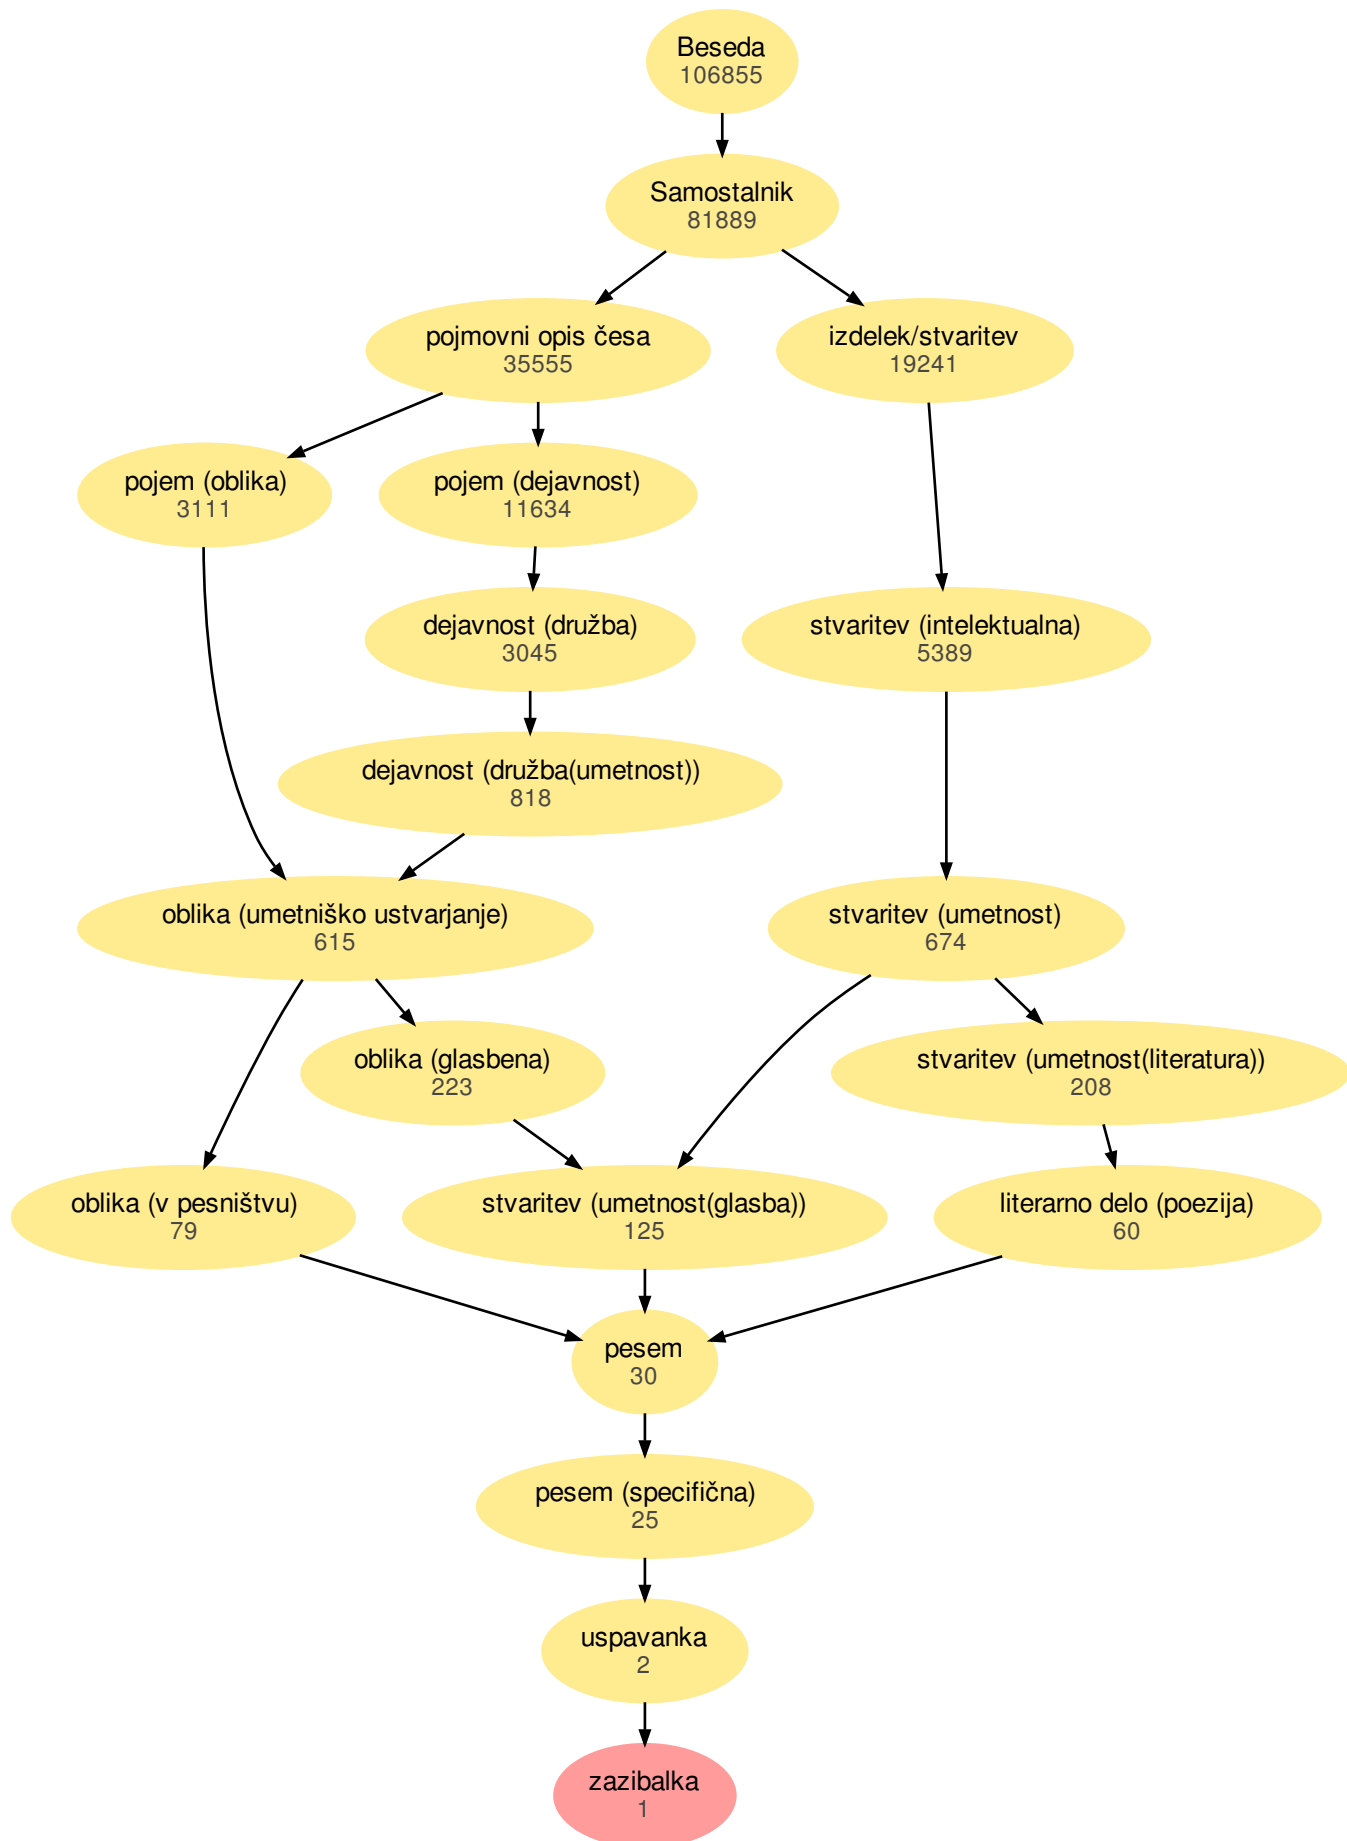 Beseda
106855
Samostalnik
81889
pojmovni opis česa
35555
izdelek/stvaritev
19241
pojem (oblika)
3111
pojem (dejavnost)
11634
dejavnost (družba)
3045
stvaritev (intelektualna)
5389
dejavnost (družba(umetnost))
818
oblika (umetniško ustvarjanje)
615
stvaritev (umetnost)
674
oblika (glasbena)
223
stvaritev (umetnost(literatura))
208
oblika (v pesništvu)
79
stvaritev (umetnost(glasba))
125
literarno delo (poezija)
60
pesem
30
pesem (specifična)
25
uspavanka
2
zazibalka
1